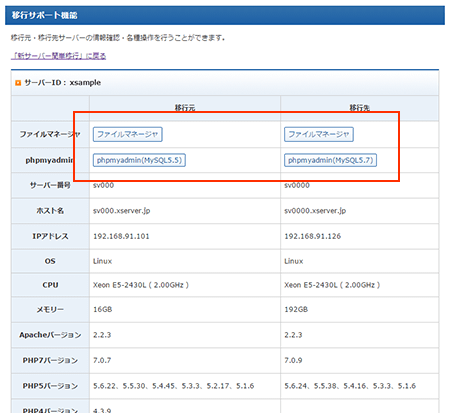 移行サポート機能
移行元・移行先サーバーの情報確認・各種操作を行うことができます。
「新サーバー簡単移行」に戻る
サーバーID： xsample
移行元 移行先
ファイルマネージャ ファイルマネージャ ファイルマネージャ
phpmyadmin phpmyadmin(MySQL5.5) phpmyadmin(MySQL5.7)
サーバー番号 sv000 sv0000
ホスト名 sv000.xserver.jp sv0000.xserver.jp
IPアドレス 192.168.91.101 192.168.91.126
OS Linux Linux
CPU Xeon E5-2430L ( 2.00GHz ) Xeon E5-2430L ( 2.00GHz )
メモリー 16GB 192GB
Apacheバージョン 2.2.3 2.2.3
PHP7バージョン 7.0.7 7.0.9
PHP5バージョン 5.6.22、5.5.30、5.4.45、5.3.3、5.2.17、5.1.6 5.6.24、5.5.38、5.4.16、5.3.3、5.1.6
PHP4バージョン 4.3.9